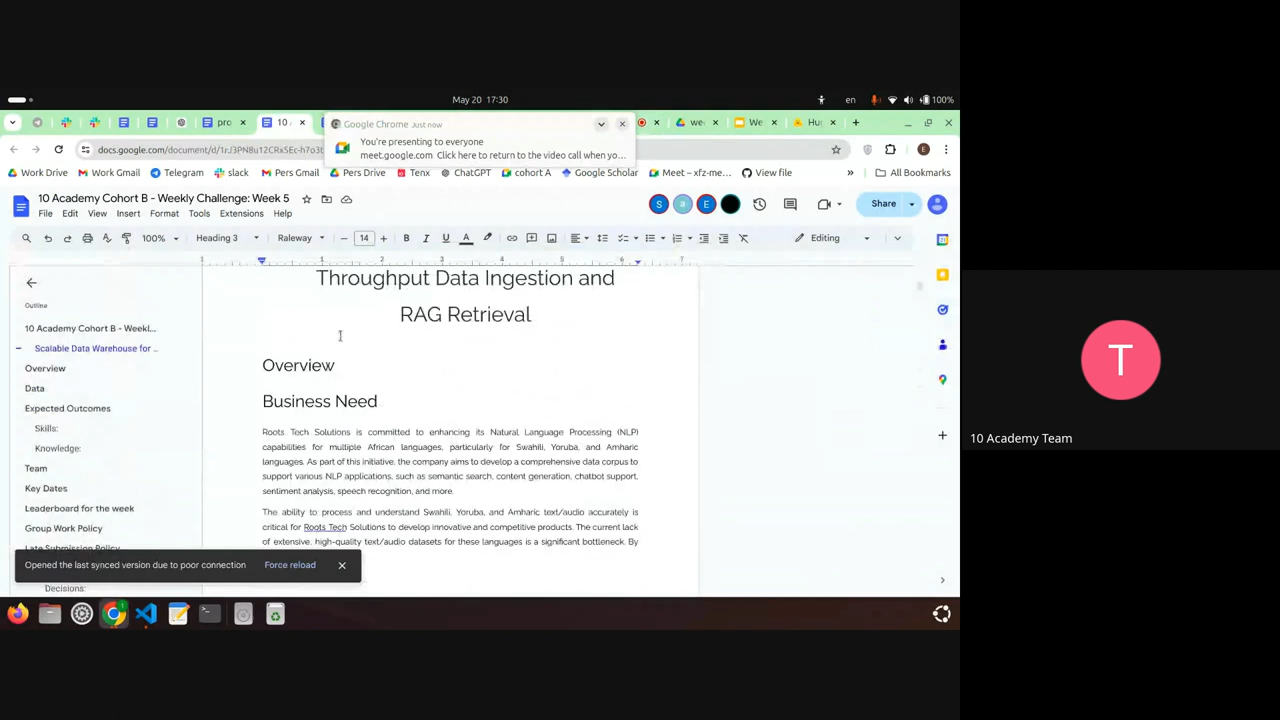 May 20 17:30
en
100%
pro
10 /
Google Chrome Just now
You're presenting to everyone
meet.google.com Click here to return to the video call when yo...
We
Hug
Work Drive
Work Gmail
Telegram
slack
Pers Gmail
Pers Drive
Tenx
ChatGPT
cohort A
Google Scholar
Meet – xfz-me...
View file
All Bookmarks
10 Academy Cohort B - Weekly Challenge: Week 5
File Edit View Insert Format Tools Extensions Help
S a E
Share
100%
Heading 3
Raleway
14
Editing
Outline
10 Academy Cohort B - Weekl...
Scalable Data Warehouse for ...
Overview
Data
Expected Outcomes
Skills:
Knowledge:
Team
Key Dates
Leaderboard for the week
Group Work Policy
Late Submission Policy
Decisions:
Throughput Data Ingestion and
RAG Retrieval
Overview
Business Need
Roots Tech Solutions is committed to enhancing its Natural Language Processing (NLP)
capabilities for multiple African languages, particularly for Swahili, Yoruba, and Amharic
languages. As part of this initiative, the company aims to develop a comprehensive data corpus to
support various NLP applications, such as semantic search, content generation, chatbot support,
sentiment analysis, speech recognition, and more.
The ability to process and understand Swahili, Yoruba, and Amharic text/audio accurately is
critical for Roots Tech Solutions to develop innovative and competitive products. The current lack
of extensive, high-quality text/audio datasets for these languages is a significant bottleneck. By
Opened the last synced version due to poor connection
Force reload
T
10 Academy Team